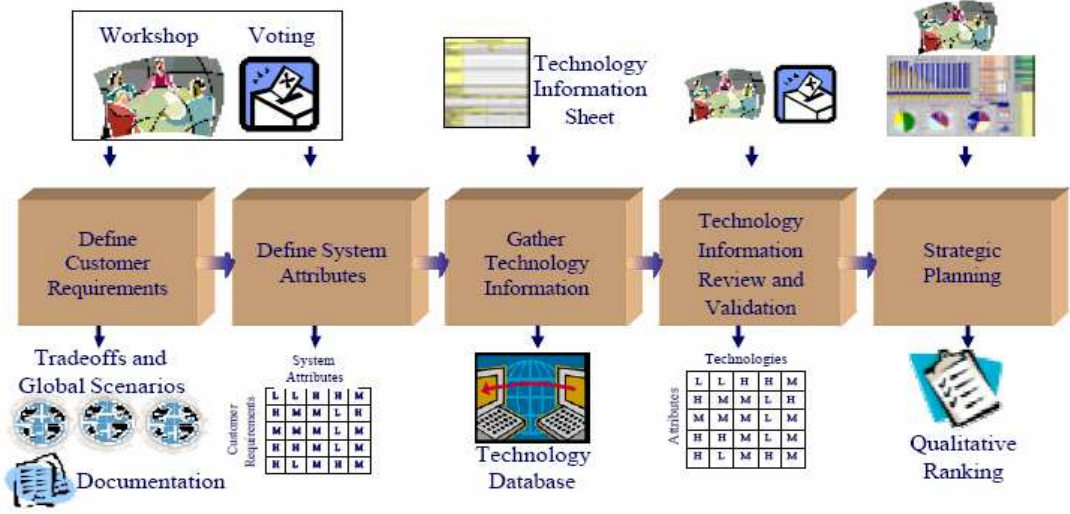 Workshop
Voting
Technology
Information
Sheet
Define
Customer
Requirements
Define System
Attributes
Gather
Technology
Information
Technology
Information
Review and
Validation
Strategic
Planning
Tradeoffs and
Global Scenarios
Documentation
System
Attributes
Customer
Requirements
L L H H M
H M M L H
M M M L M
H H M L M
H L M H M
Technology
Database
Technologies
Attributes
L L H H M
H M M L H
M M M L M
H H M L M
H L M H M
Qualitative
Ranking